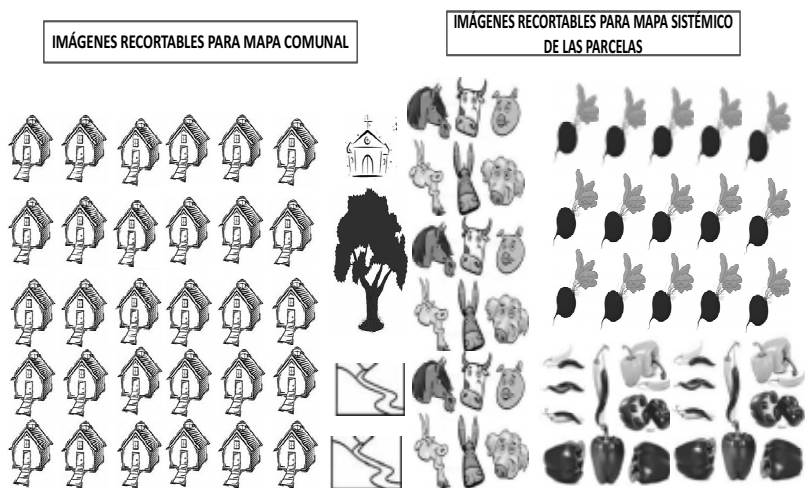 IMÁGENES RECORTABLES PARA MAPA COMUNAL
IMÁGENES RECORTABLES PARA MAPA SISTÉMICO
DE LAS PARCELAS